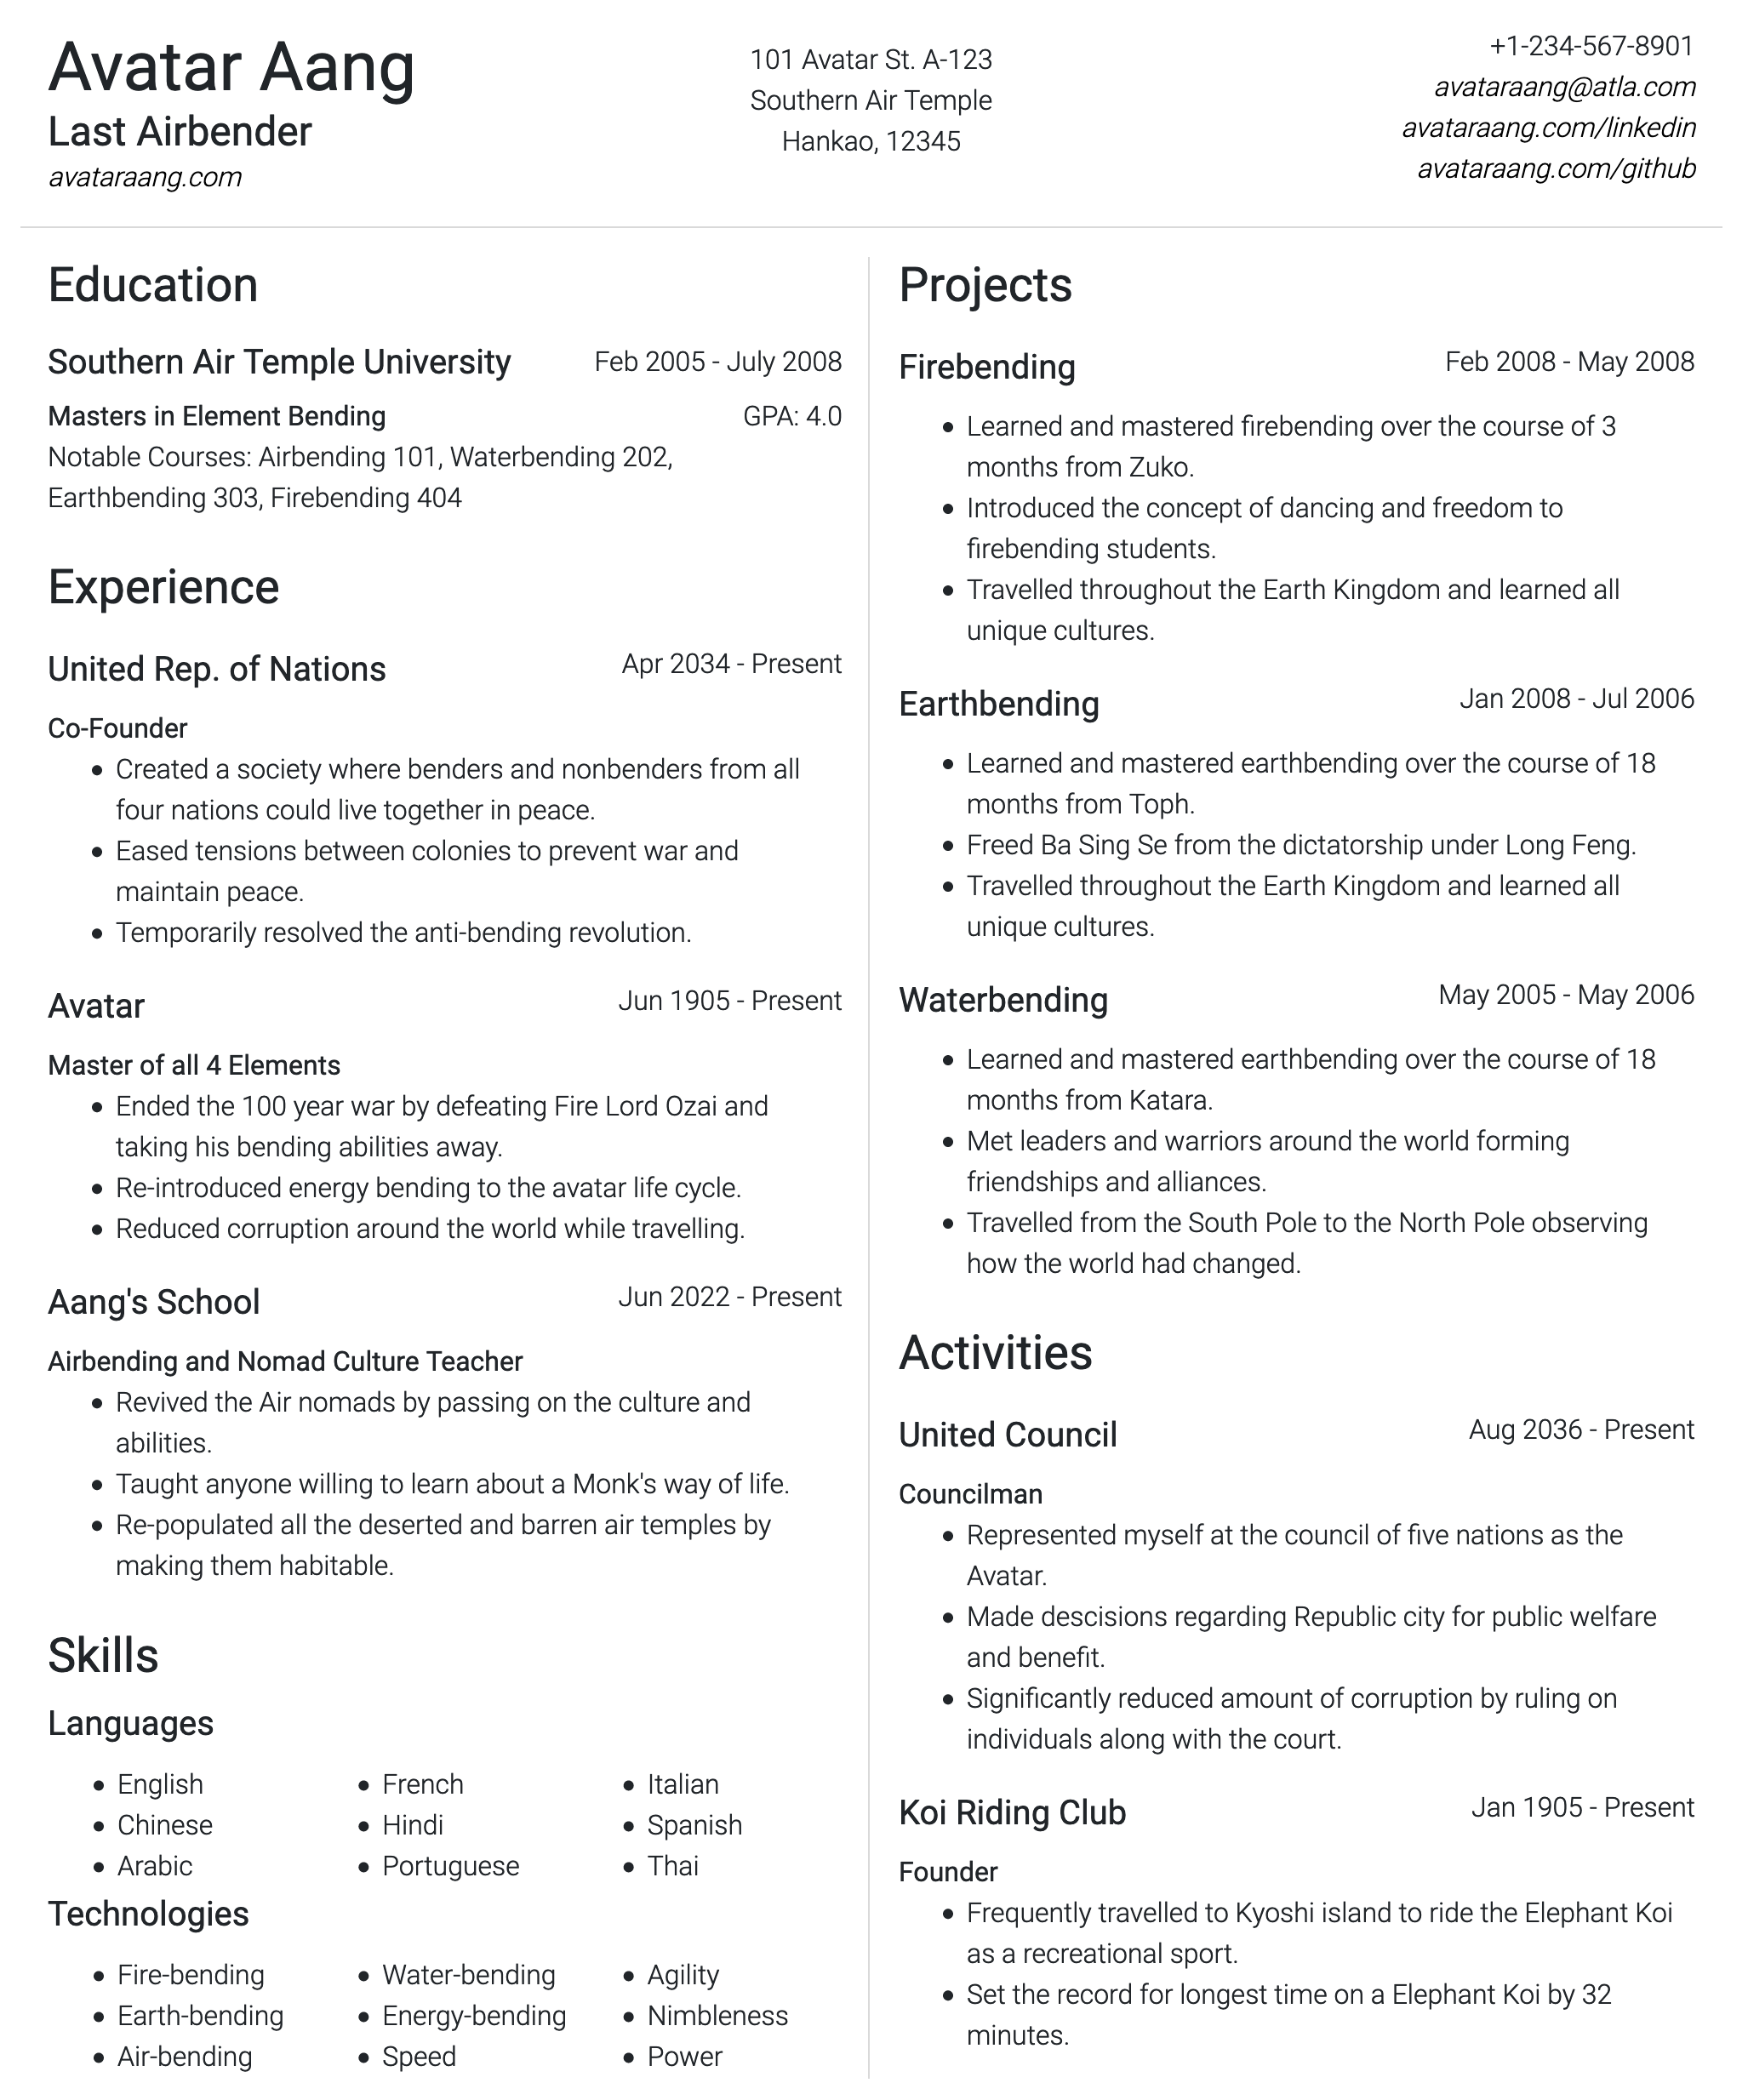 Avatar Aang
Last Airbender
avataraang.com
101 Avatar St. A-123
Southern Air Temple
Hankao, 12345
+1-234-567-8901
avataraang@atla.com
avataraang.com/linkedin
avataraang.com/github
Education
Southern Air Temple University Feb 2005 - July 2008
Masters in Element Bending GPA: 4.0
Notable Courses: Airbending 101, Waterbending 202,
Earthbending 303, Firebending 404
Experience
United Rep. of Nations Apr 2034 - Present
Co-Founder
• Created a society where benders and nonbenders from all
four nations could live together in peace.
• Eased tensions between colonies to prevent war and
maintain peace.
• Temporarily resolved the anti-bending revolution.
Avatar Jun 1905 - Present
Master of all 4 Elements
• Ended the 100 year war by defeating Fire Lord Ozai and
taking his bending abilities away.
• Re-introduced energy bending to the avatar life cycle.
• Reduced corruption around the world while travelling.
Aang's School Jun 2022 - Present
Airbending and Nomad Culture Teacher
• Revived the Air nomads by passing on the culture and
abilities.
• Taught anyone willing to learn about a Monk's way of life.
• Re-populated all the deserted and barren air temples by
making them habitable.
Skills
Languages
• English • French • Italian
• Chinese • Hindi • Spanish
• Arabic • Portuguese • Thai
Technologies
• Fire-bending • Water-bending • Agility
• Earth-bending • Energy-bending • Nimbleness
• Air-bending • Speed • Power
Projects
Firebending Feb 2008 - May 2008
• Learned and mastered firebending over the course of 3
months from Zuko.
• Introduced the concept of dancing and freedom to
firebending students.
• Travelled throughout the Earth Kingdom and learned all
unique cultures.
Earthbending Jan 2008 - Jul 2006
• Learned and mastered earthbending over the course of 18
months from Toph.
• Freed Ba Sing Se from the dictatorship under Long Feng.
• Travelled throughout the Earth Kingdom and learned all
unique cultures.
Waterbending May 2005 - May 2006
• Learned and mastered earthbending over the course of 18
months from Katara.
• Met leaders and warriors around the world forming
friendships and alliances.
• Travelled from the South Pole to the North Pole observing
how the world had changed.
Activities
United Council Aug 2036 - Present
Councilman
• Represented myself at the council of five nations as the
Avatar.
• Made descisions regarding Republic city for public welfare
and benefit.
• Significantly reduced amount of corruption by ruling on
individuals along with the court.
Koi Riding Club Jan 1905 - Present
Founder
• Frequently travelled to Kyoshi island to ride the Elephant Koi
as a recreational sport.
• Set the record for longest time on a Elephant Koi by 32
minutes.